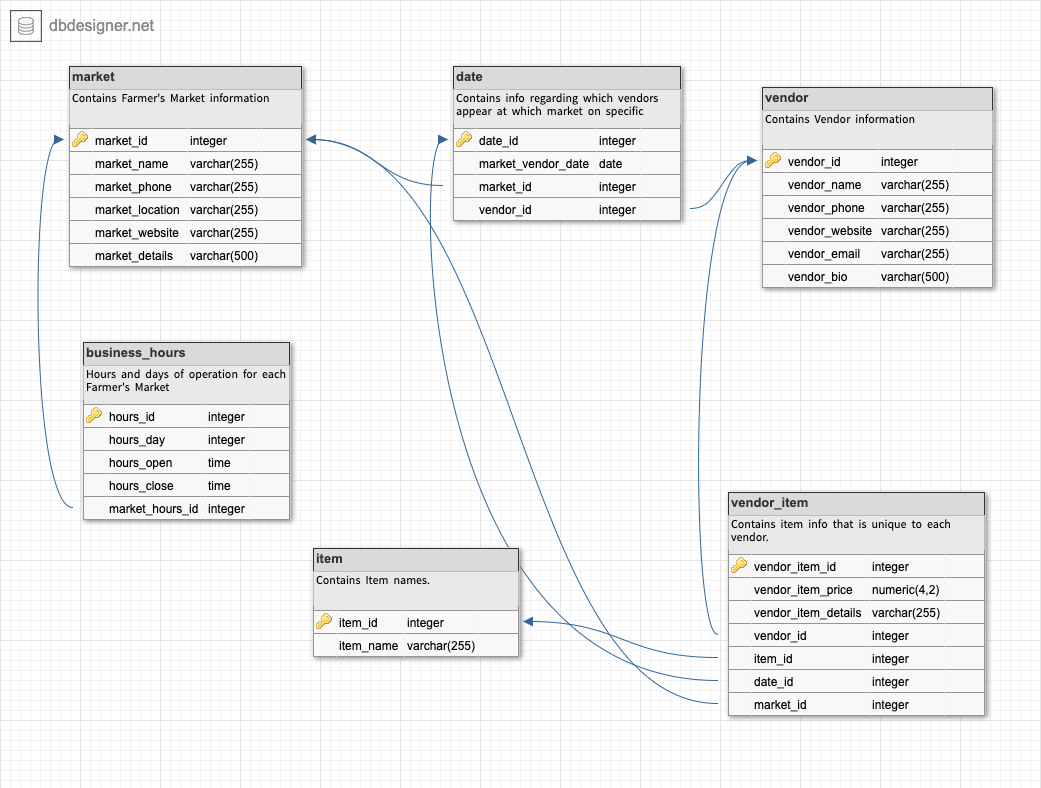 dbdesigner.net
market
Contains Farmer's Market information
market_id integer
market_name varchar(255)
market_phone varchar(255)
market_location varchar(255)
market_website varchar(255)
market_details varchar(500)
date
Contains info regarding which vendors
appear at which market on specific
date_id integer
market_vendor_date date
market_id integer
vendor_id integer
vendor
Contains Vendor information
vendor_id integer
vendor_name varchar(255)
vendor_phone varchar(255)
vendor_website varchar(255)
vendor_email varchar(255)
vendor_bio varchar(500)
business_hours
Hours and days of operation for each
Farmer's Market
hours_id integer
hours_day integer
hours_open time
hours_close time
market_hours_id integer
item
Contains Item names.
item_id integer
item_name varchar(255)
vendor_item
Contains item info that is unique to each
vendor.
vendor_item_id integer
vendor_item_price numeric(4,2)
vendor_item_details varchar(255)
vendor_id integer
item_id integer
date_id integer
market_id integer